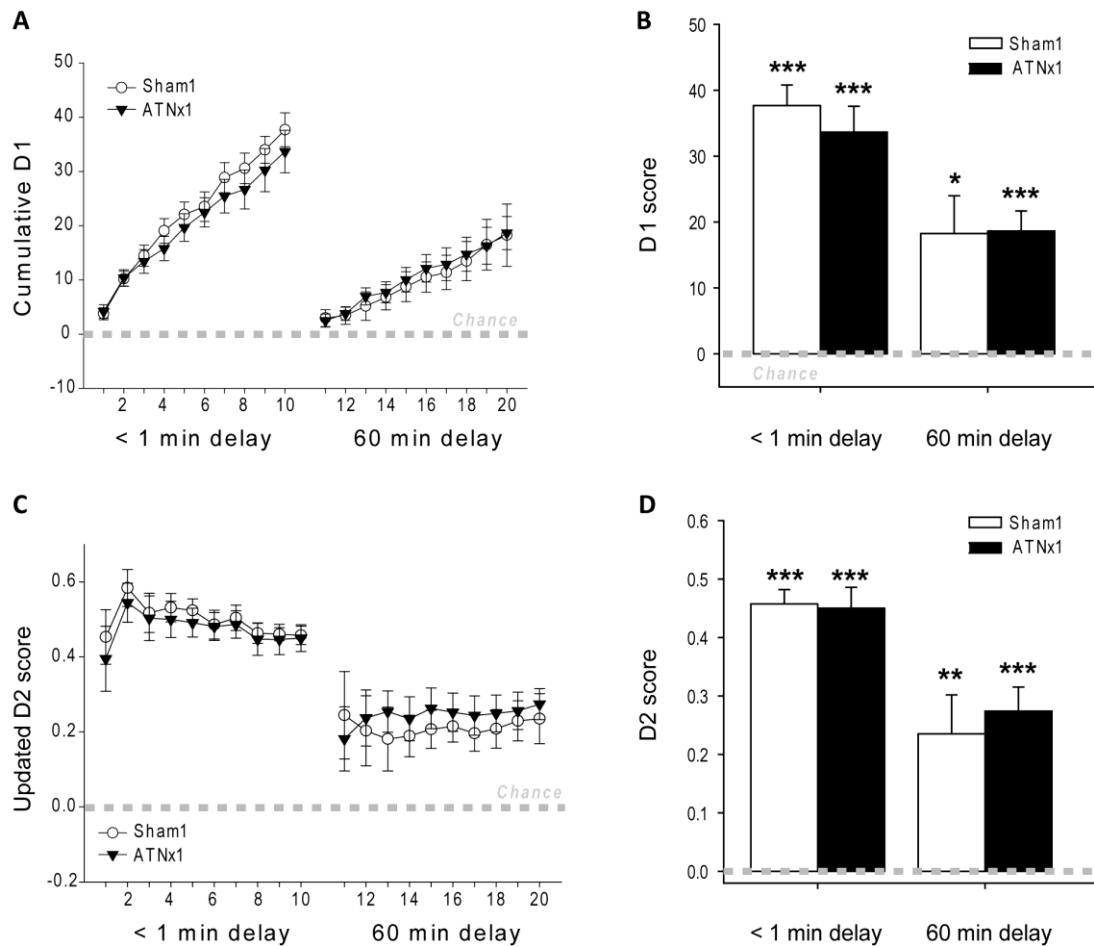 A
Cumulative D1
50
40
30
20
10
0
-10
Sham1
ATNx1
Chance
2 4 6 8 10 12 14 16 18 20
< 1 min delay 60 min delay
B
D1 score
50
40
30
20
10
0
Sham1
ATNx1
*** *** * ***
Chance
< 1 min delay 60 min delay
C
Updated D2 score
0.6
0.4
0.2
0.0
-0.2
Chance
Sham1
ATNx1
2 4 6 8 10 12 14 16 18 20
< 1 min delay 60 min delay
D
D2 score
0.6
0.5
0.4
0.3
0.2
0.1
0.0
Sham1
ATNx1
*** *** ** ***
< 1 min delay 60 min delay